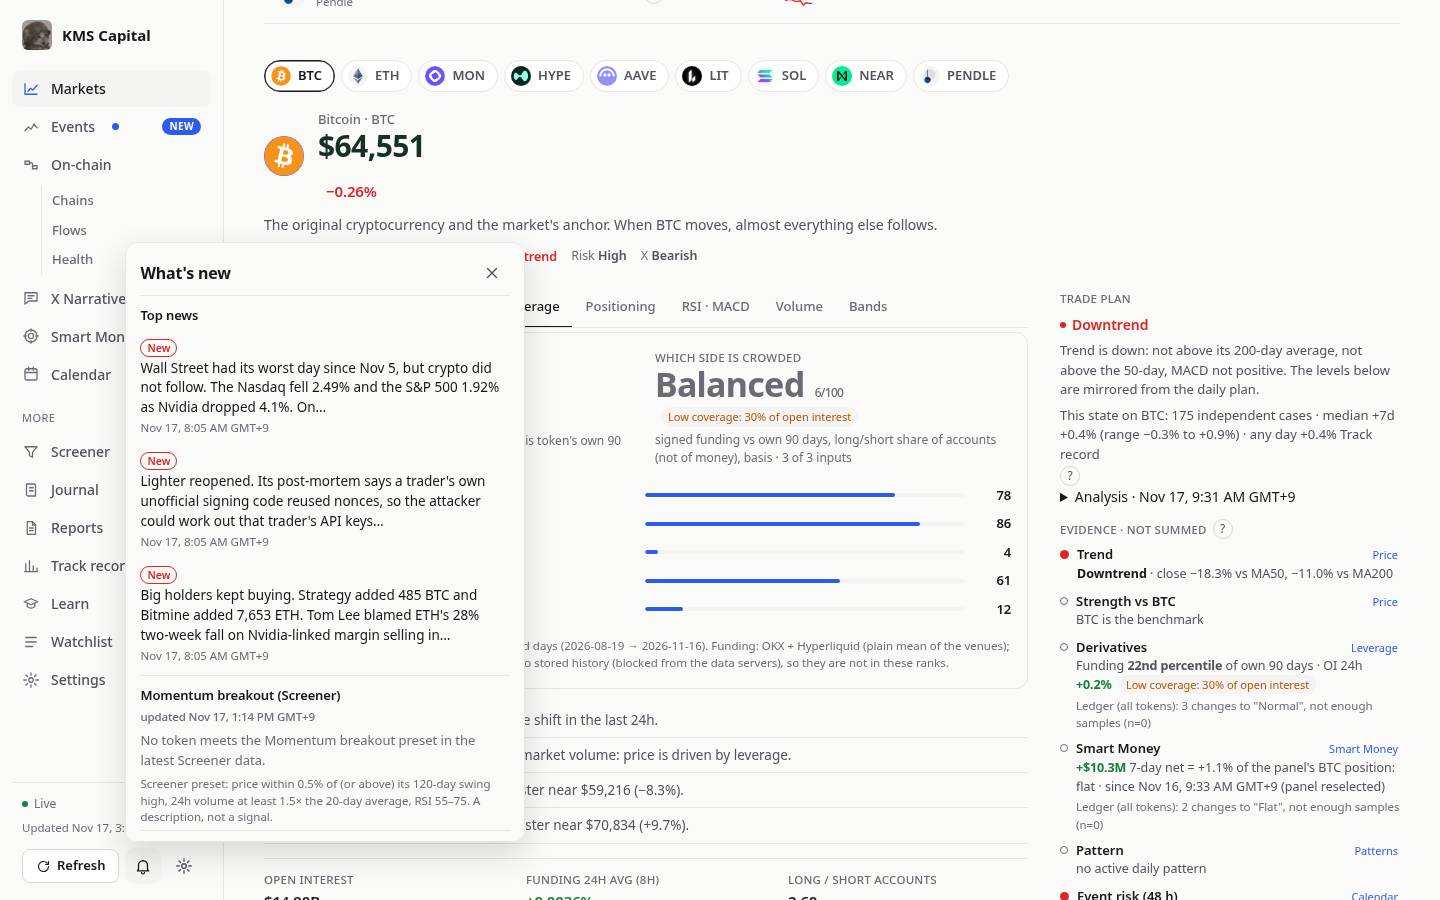 Pendle
KMS Capital
Markets
Events
NEW
On-chain
Chains
Flows
Health
X Narrative
Smart Mon
Calendar
MORE
Screener
Journal
Reports
Track recor
Learn
Watchlist
Settings
Live
Updated Nov 17, 3:
Refresh
BTC
ETH
MON
HYPE
AAVE
LIT
SOL
NEAR
PENDLE
Bitcoin · BTC
$64,551
−0.26%
The original cryptocurrency and the market's anchor. When BTC moves, almost everything else follows.
trend Risk High X Bearish
erage
Positioning
RSI · MACD
Volume
Bands
What's new
Top news
New
Wall Street had its worst day since Nov 5, but crypto did
not follow. The Nasdaq fell 2.49% and the S&P 500 1.92%
as Nvidia dropped 4.1%. On...
Nov 17, 8:05 AM GMT+9
New
Lighter reopened. Its post-mortem says a trader's own
unofficial signing code reused nonces, so the attacker
could work out that trader's API keys...
Nov 17, 8:05 AM GMT+9
New
Big holders kept buying. Strategy added 485 BTC and
Bitmine added 7,653 ETH. Tom Lee blamed ETH's 28%
two-week fall on Nvidia-linked margin selling in...
Nov 17, 8:05 AM GMT+9
Momentum breakout (Screener)
updated Nov 17, 1:14 PM GMT+9
No token meets the Momentum breakout preset in the
latest Screener data.
Screener preset: price within 0.5% of (or above) its 120-day swing
high, 24h volume at least 1.5× the 20-day average, RSI 55–75. A
description, not a signal.
WHICH SIDE IS CROWDED
Balanced 6/100
Low coverage: 30% of open interest
is token's own 90
signed funding vs own 90 days, long/short share of accounts
(not of money), basis · 3 of 3 inputs
78
86
4
61
12
d days (2026-08-19 → 2026-11-16). Funding: OKX + Hyperliquid (plain mean of the venues);
o stored history (blocked from the data servers), so they are not in these ranks.
e shift in the last 24h.
market volume: price is driven by leverage.
ster near $59,216 (−8.3%).
ster near $70,834 (+9.7%).
OPEN INTEREST
FUNDING 24H AVG (8H)
LONG / SHORT ACCOUNTS
TRADE PLAN
Downtrend
Trend is down: not above its 200-day average, not
above the 50-day, MACD not positive. The levels below
are mirrored from the daily plan.
This state on BTC: 175 independent cases · median +7d
+0.4% (range −0.3% to +0.9%) · any day +0.4% Track
record
?
Analysis · Nov 17, 9:31 AM GMT+9
EVIDENCE · NOT SUMMED ?
Trend Price
Downtrend · close −18.3% vs MA50, −11.0% vs MA200
Strength vs BTC Price
BTC is the benchmark
Derivatives Leverage
Funding 22nd percentile of own 90 days · OI 24h
+0.2% Low coverage: 30% of open interest
Ledger (all tokens): 3 changes to "Normal", not enough
samples (n=0)
Smart Money Smart Money
+$10.3M 7-day net = +1.1% of the panel's BTC position:
flat · since Nov 16, 9:33 AM GMT+9 (panel reselected)
Ledger (all tokens): 2 changes to "Flat", not enough samples
(n=0)
Pattern Patterns
no active daily pattern
Event risk (48 h) Calendar